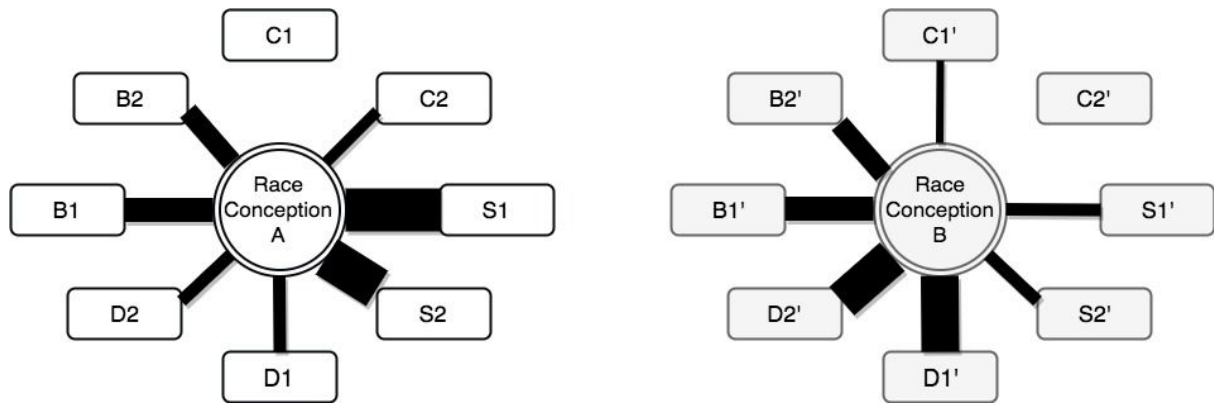 C1
B2
C2
B1
Race
Conception
A
S1
D2
S2
D1
C1'
B2'
C2'
B1'
Race
Conception
B
S1'
D2'
S2'
D1'